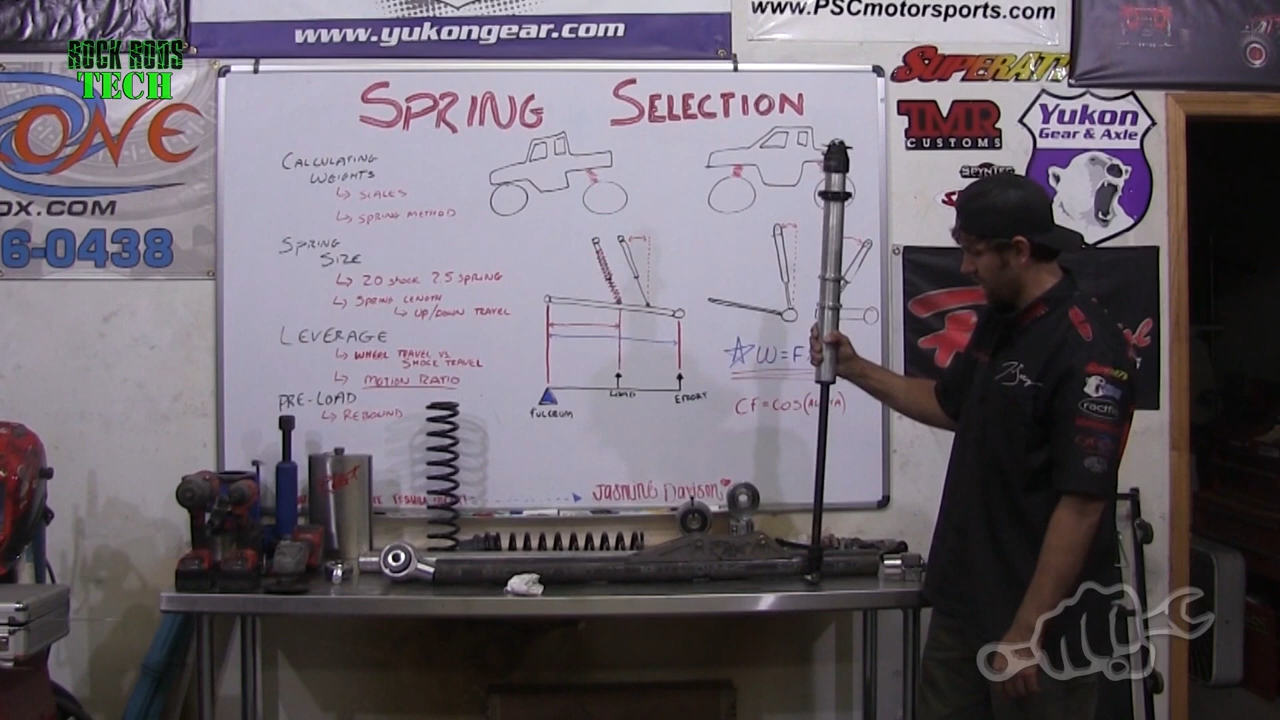 ROCK RODS
TECH
www.yukongear.com
www.PSCmotorsports.com
ONE
OX.COM
6-0438
SUPERATV
TMR
CUSTOMS
Yukon
Gear & Axle
SPRING SELECTION
CALCULATING
WEIGHTS
↳ SCALES
↳ SPRING METHOD
SPRING
SIZE
↳ 2.0 SHOCK 2.5 SPRING
↳ SPRING LENGTH
↳ UP/DOWN TRAVEL
LEVERAGE
↳ WHEEL TRAVEL VS.
SHOCK TRAVEL
↳ MOTION RATIO
PRE-LOAD
↳ REBOUND
FULCRUM
LOAD
EFFORT
W=F
CF=COS(
Jasmine Davison